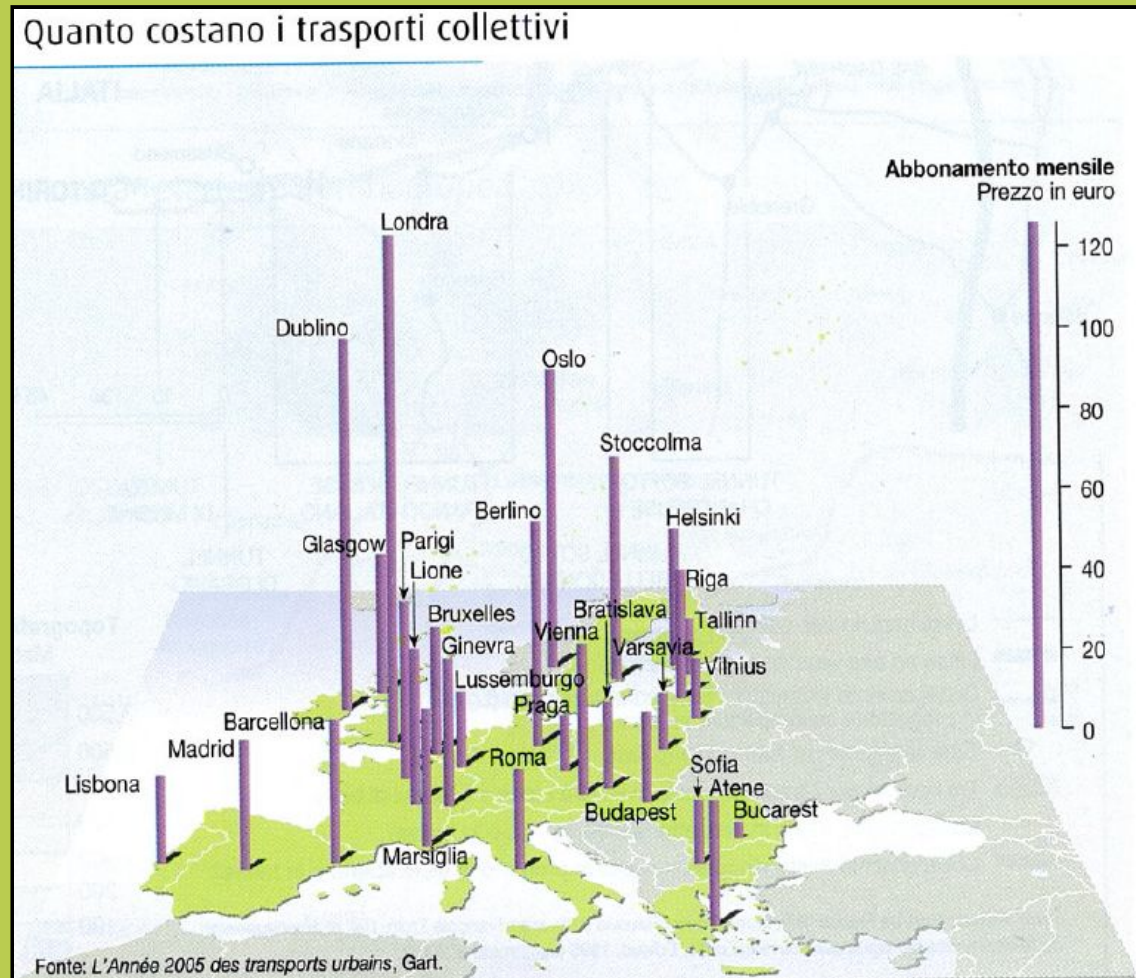 Quanto costano i trasporti collettivi
Abbonamento mensile
Prezzo in euro
120
100
80
60
40
20
0
Londra
Dublino
Oslo
Stoccolma
Berlino
Helsinki
Glasgow
Parigi
Lione
Riga
Bruxelles
Bratislava
Tallinn
Vienna
Ginevra
Varsavia
Vilnius
Lussemburgo
Praga
Barcellona
Madrid
Roma
Lisbona
Sofia
Atene
Budapest
Bucarest
Marsiglia
Fonte: L'Année 2005 des transports urbains, Gart.